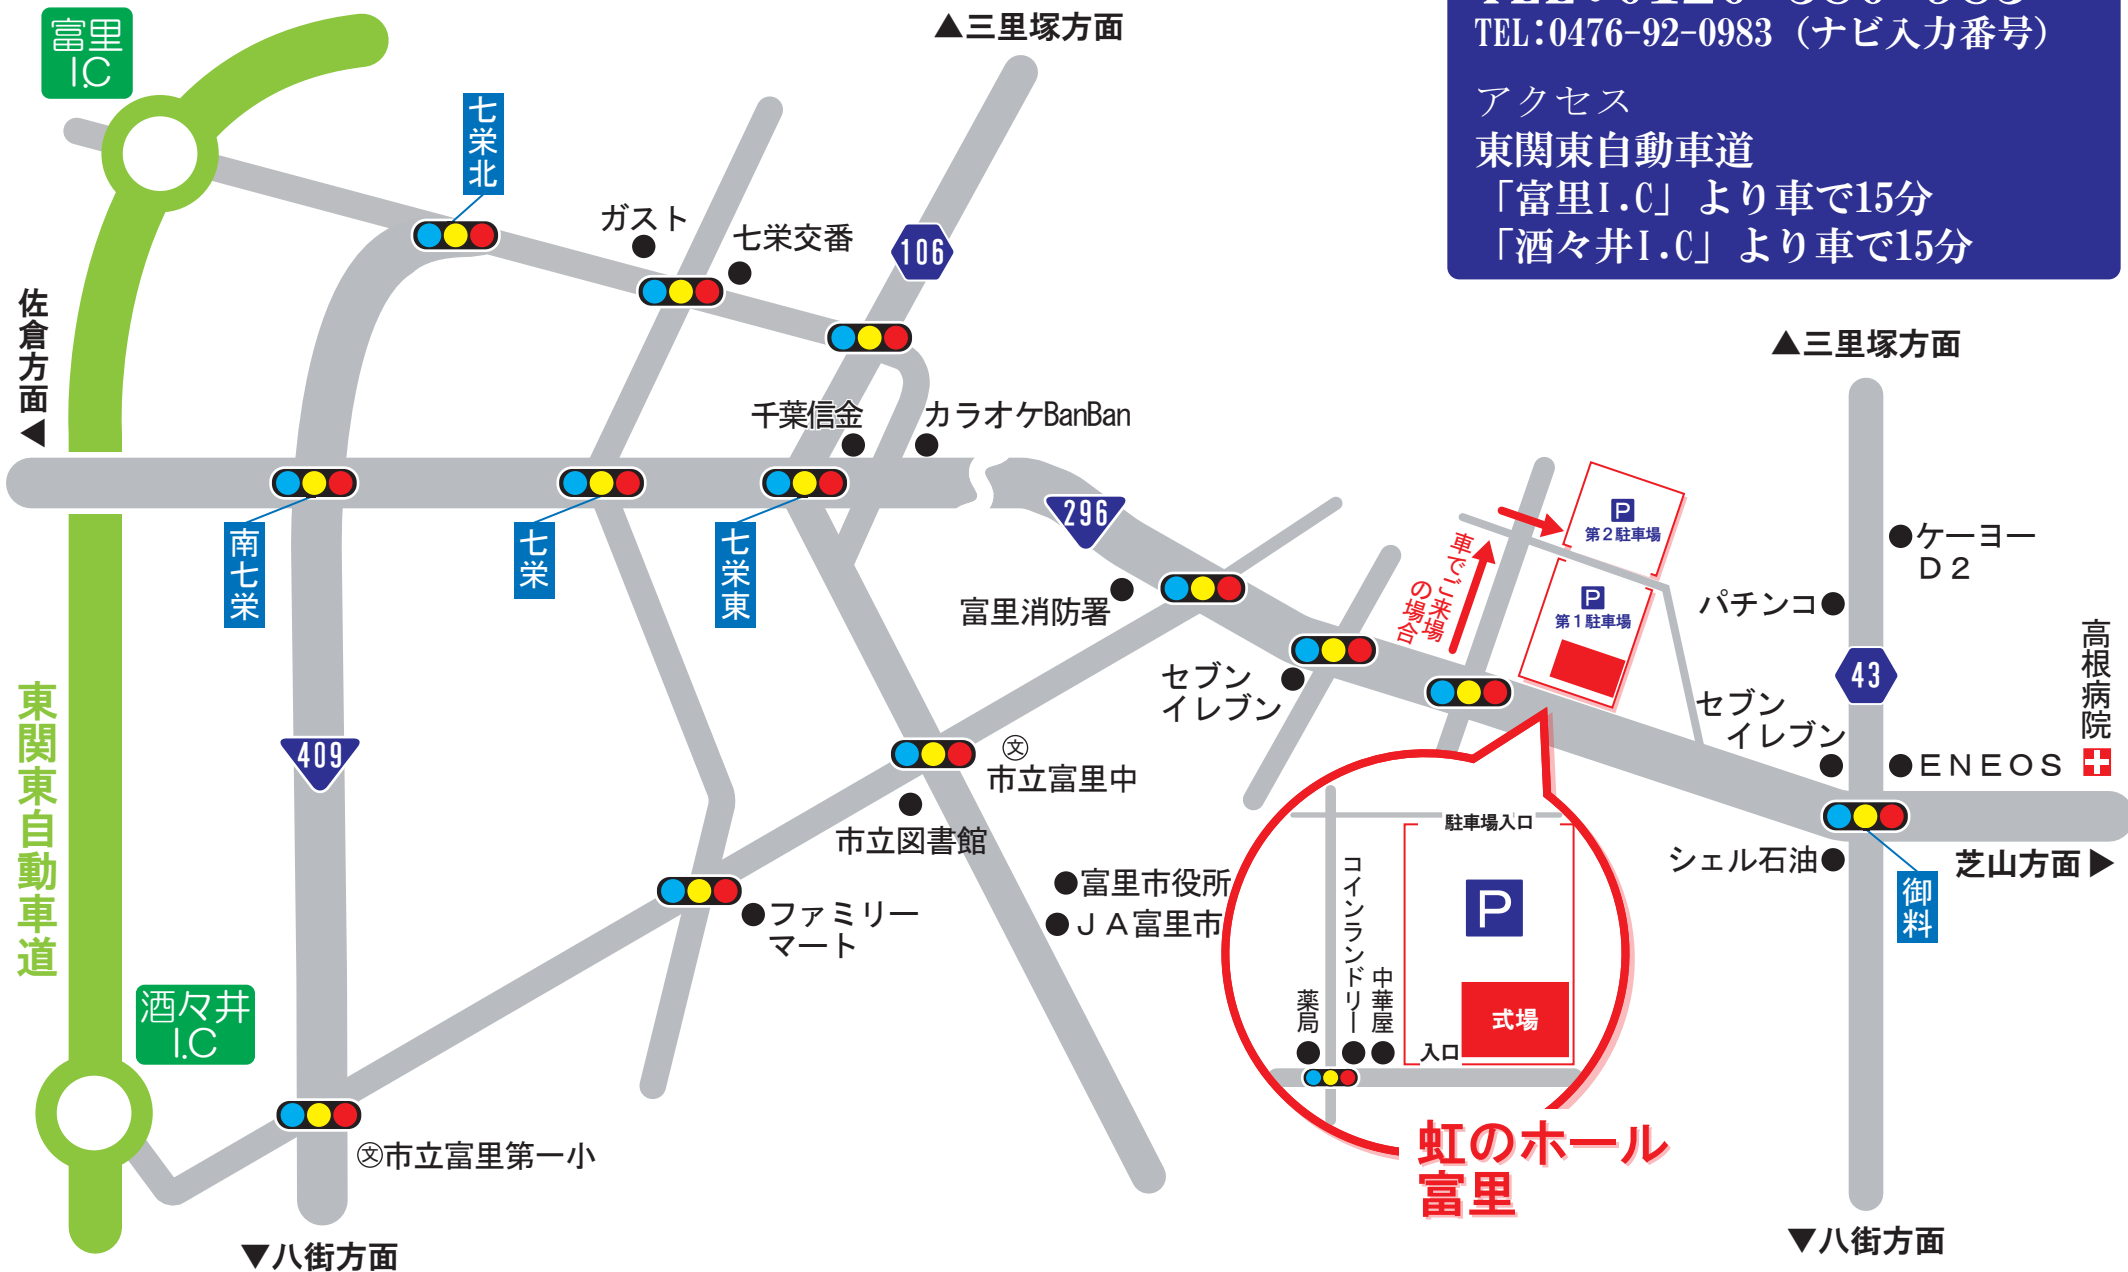 TEL:0476-92-0983（ナビ入力番号）
アクセス
東関東自動車道
「富里I.C」より車で15分
「酒々井I.C」より車で15分
富里
I.C
▲三里塚方面
七栄北
ガスト
七栄交番
106
佐倉方面◀
千葉信金
カラオケBanBan
▲三里塚方面
南七栄
七栄
七栄東
296
富里消防署
セブン
イレブン
車でご来場
の場合
P
第2駐車場
P
第1駐車場
ケーヨー
D2
パチンコ
43
高根病院
セブン
イレブン
ENEOS
東関東自動車道
409
文
市立富里中
市立図書館
富里市役所
JA富里市
ファミリー
マート
シェル石油
御料
芝山方面▶
駐車場入口
P
コインランドリー
中華屋
薬局
式場
入口
酒々井
I.C
文市立富里第一小
虹のホール
富里
▼八街方面
▼八街方面